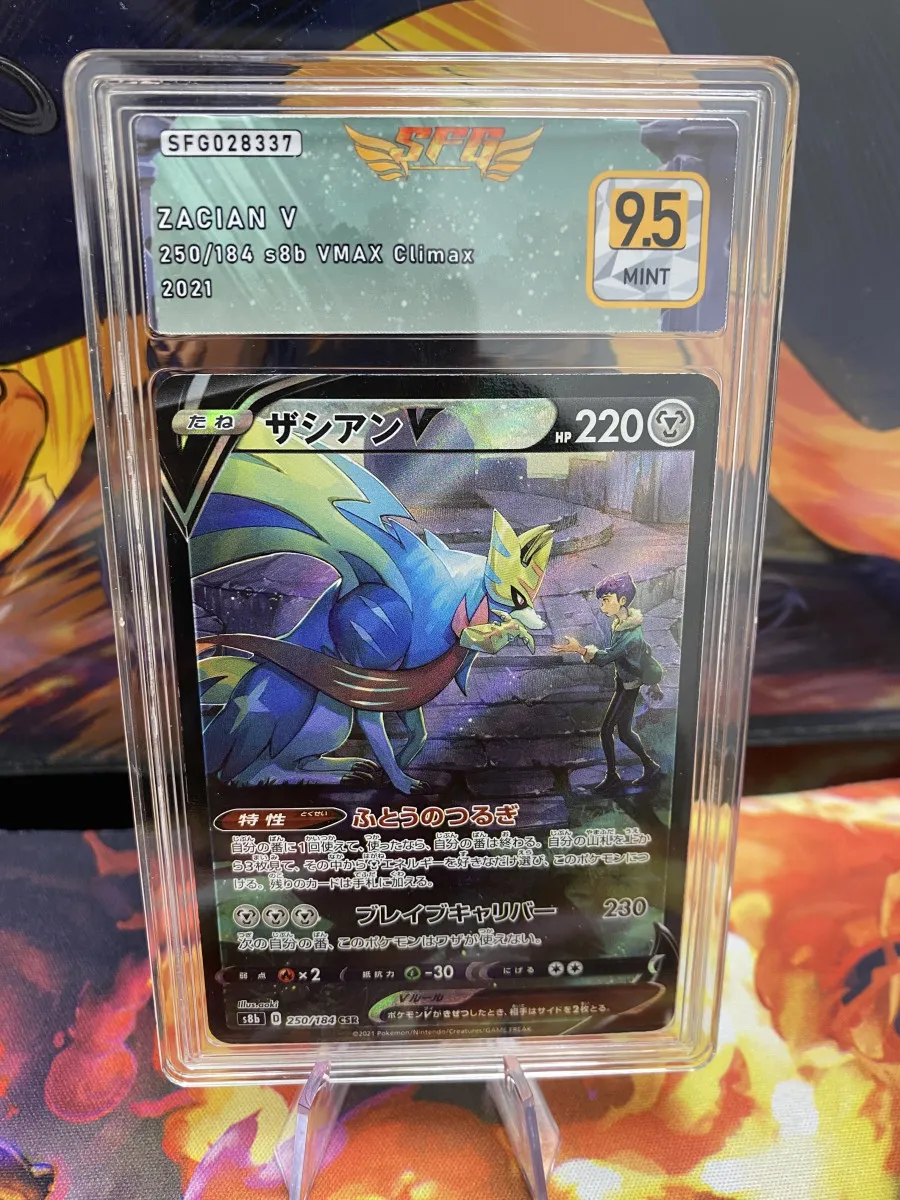 SFG028337
SFG
9.5
MINT
ZACIAN V
250/184 s8b VMAX Climax
2021
たね ザシアンV HP 220
特性 とくせい ふとうのつるぎ
自分の番に1回使えて、使ったなら、自分の番は終わる。自分の山札を上か
ら3枚見て、その中からエネルギーを好きなだけ選び、このポケモンにつ
ける。残りのカードは手札に加える。
ブレイブキャリバー 230
次の自分の番、このポケモンはワザが使えない。
弱点 ×2 抵抗力 -30 にげる
Illus.aoki
Vルール
s8b D 250/184 CSR
ポケモンVがきぜつしたとき、相手はサイドを2枚とる。
©2021 Pokémon/Nintendo/Creatures/GAME FREAK.